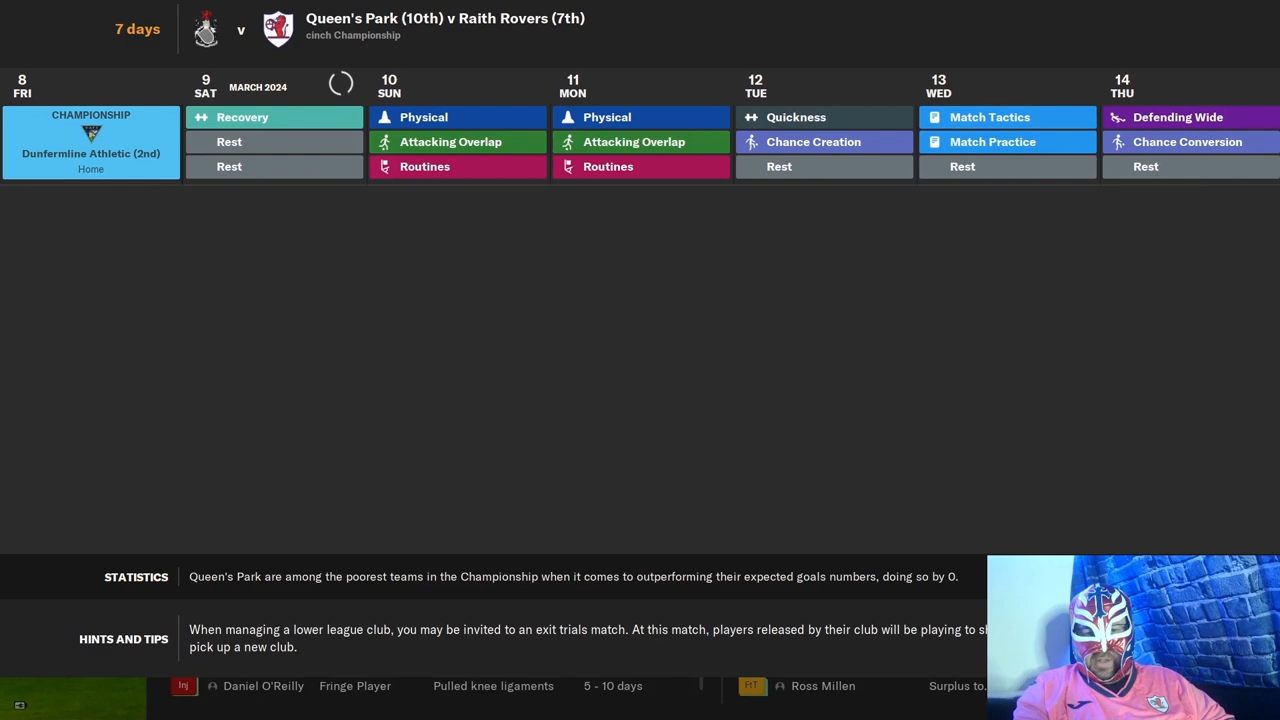 7 days
v
Queen's Park (10th) v Raith Rovers (7th)
cinch Championship
8
FRI
9
SAT
MARCH 2024
10
SUN
11
MON
12
TUE
13
WED
14
THU
CHAMPIONSHIP
Dunfermline Athletic (2nd)
Home
Recovery
Rest
Rest
Physical
Attacking Overlap
Routines
Physical
Attacking Overlap
Routines
Quickness
Chance Creation
Rest
Match Tactics
Match Practice
Rest
Defending Wide
Chance Conversion
Rest
STATISTICS
Queen's Park are among the poorest teams in the Championship when it comes to outperforming their expected goals numbers, doing so by 0.
HINTS AND TIPS
When managing a lower league club, you may be invited to an exit trials match. At this match, players released by their club will be playing to
pick up a new club.
Inj Daniel O'Reilly Fringe Player Pulled knee ligaments 5 - 10 days
FtT Ross Millen Surplus to..